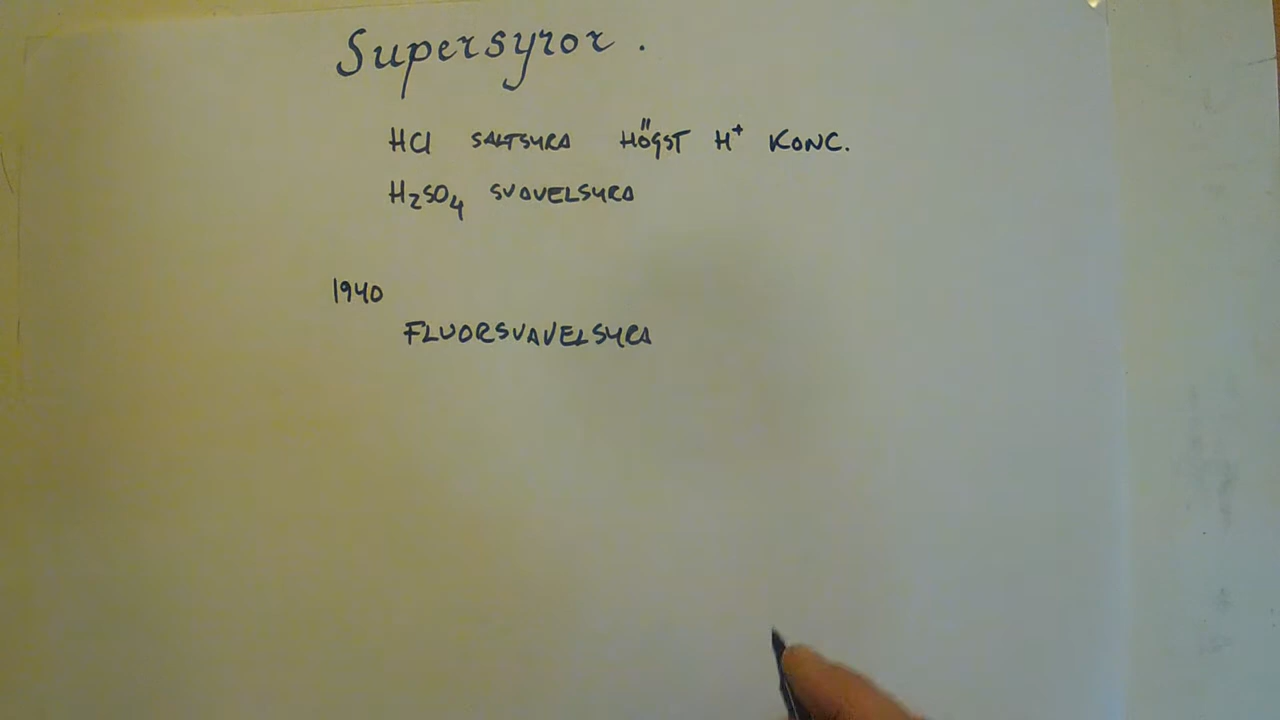 Supersyror.
HCl SALTSYRA HÖGST H⁺ KONC.
H₂SO₄ SVAVELSYRA
1940
FLUORSVAVELSYRA